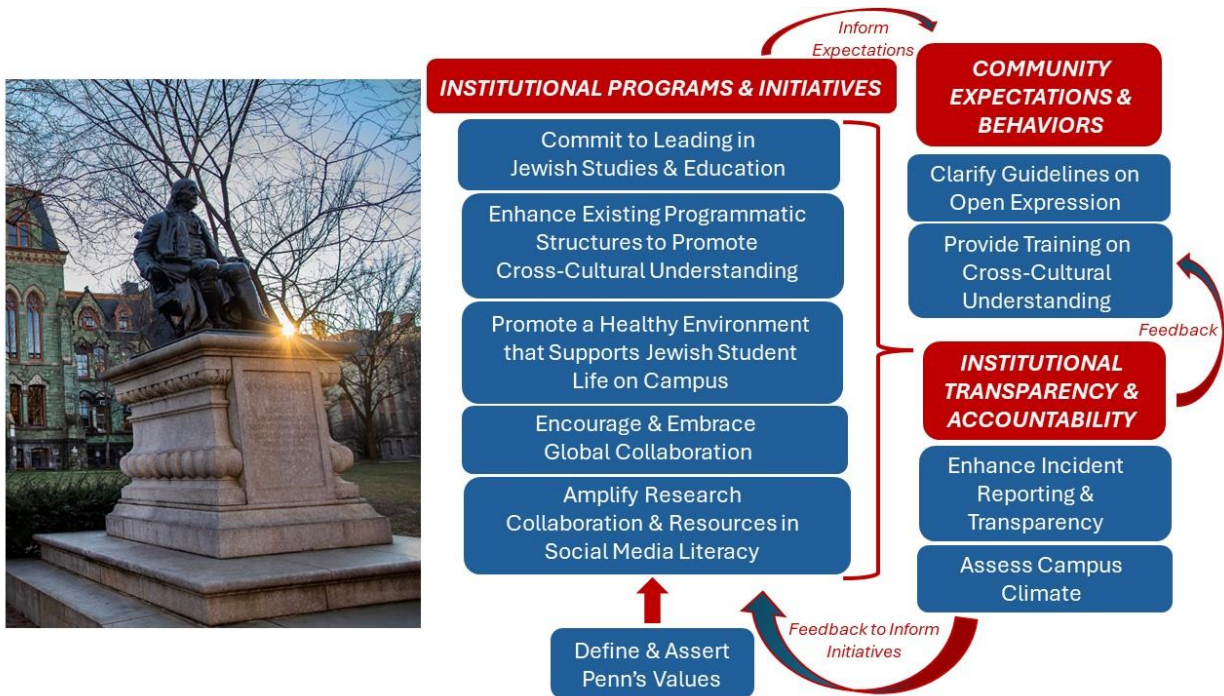 Inform
Expectations
INSTITUTIONAL PROGRAMS & INITIATIVES
Commit to Leading in
Jewish Studies & Education
Enhance Existing Programmatic
Structures to Promote
Cross-Cultural Understanding
Promote a Healthy Environment
that Supports Jewish Student
Life on Campus
Encourage & Embrace
Global Collaboration
Amplify Research
Collaboration & Resources in
Social Media Literacy
Define & Assert
Penn's Values
COMMUNITY
EXPECTATIONS &
BEHAVIORS
Clarify Guidelines on
Open Expression
Provide Training on
Cross-Cultural
Understanding
Feedback
INSTITUTIONAL
TRANSPARENCY &
ACCOUNTABILITY
Enhance Incident
Reporting &
Transparency
Assess Campus
Climate
Feedback to Inform
Initiatives